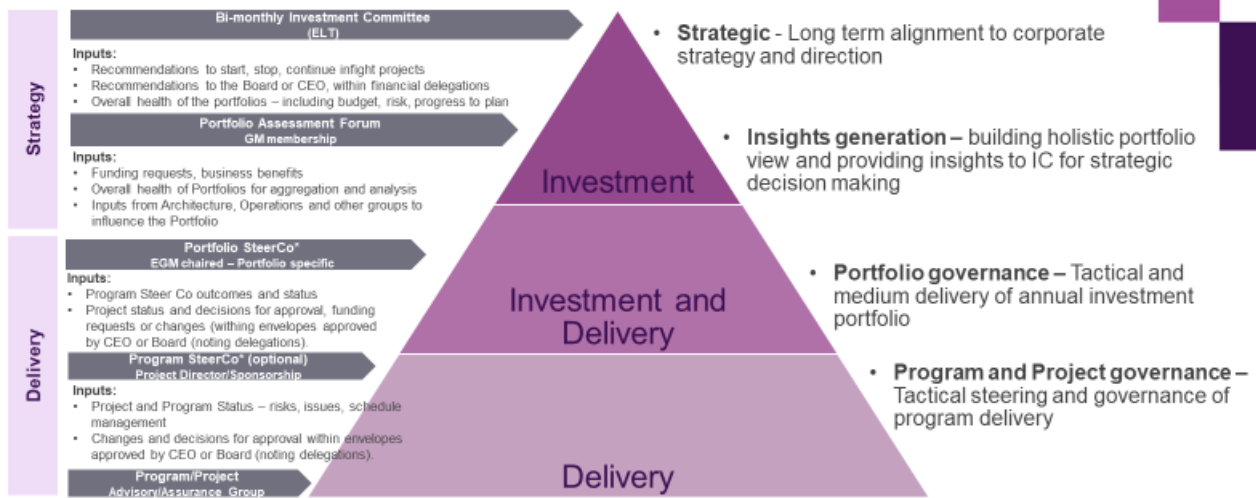 Strategy
Bi-monthly Investment Committee
(ELT)
Inputs:
• Recommendations to start, stop, continue infight projects
• Recommendations to the Board or CEO, within financial delegations
• Overall health of the portfolios – including budget, risk, progress to plan
Portfolio Assessment Forum
GM membership
Inputs:
• Funding requests, business benefits
• Overall health of Portfolios for aggregation and analysis
• Inputs from Architecture, Operations and other groups to
influence the Portfolio
Delivery
Portfolio SteerCo*
EGM chaired – Portfolio specific
Inputs:
• Program Steer Co outcomes and status
• Project status and decisions for approval, funding
requests or changes (withing envelopes approved
by CEO or Board (noting delegations).
Program SteerCo* (optional)
Project Director/Sponsorship
Inputs:
• Project and Program Status – risks, issues, schedule
management
• Changes and decisions for approval within envelopes
approved by CEO or Board (noting delegations).
Program/Project
Advisory/Assurance Group
Investment
Investment and
Delivery
Delivery
• Strategic - Long term alignment to corporate
strategy and direction
• Insights generation – building holistic portfolio
view and providing insights to IC for strategic
decision making
• Portfolio governance – Tactical and
medium delivery of annual investment
portfolio
• Program and Project governance –
Tactical steering and governance of
program delivery